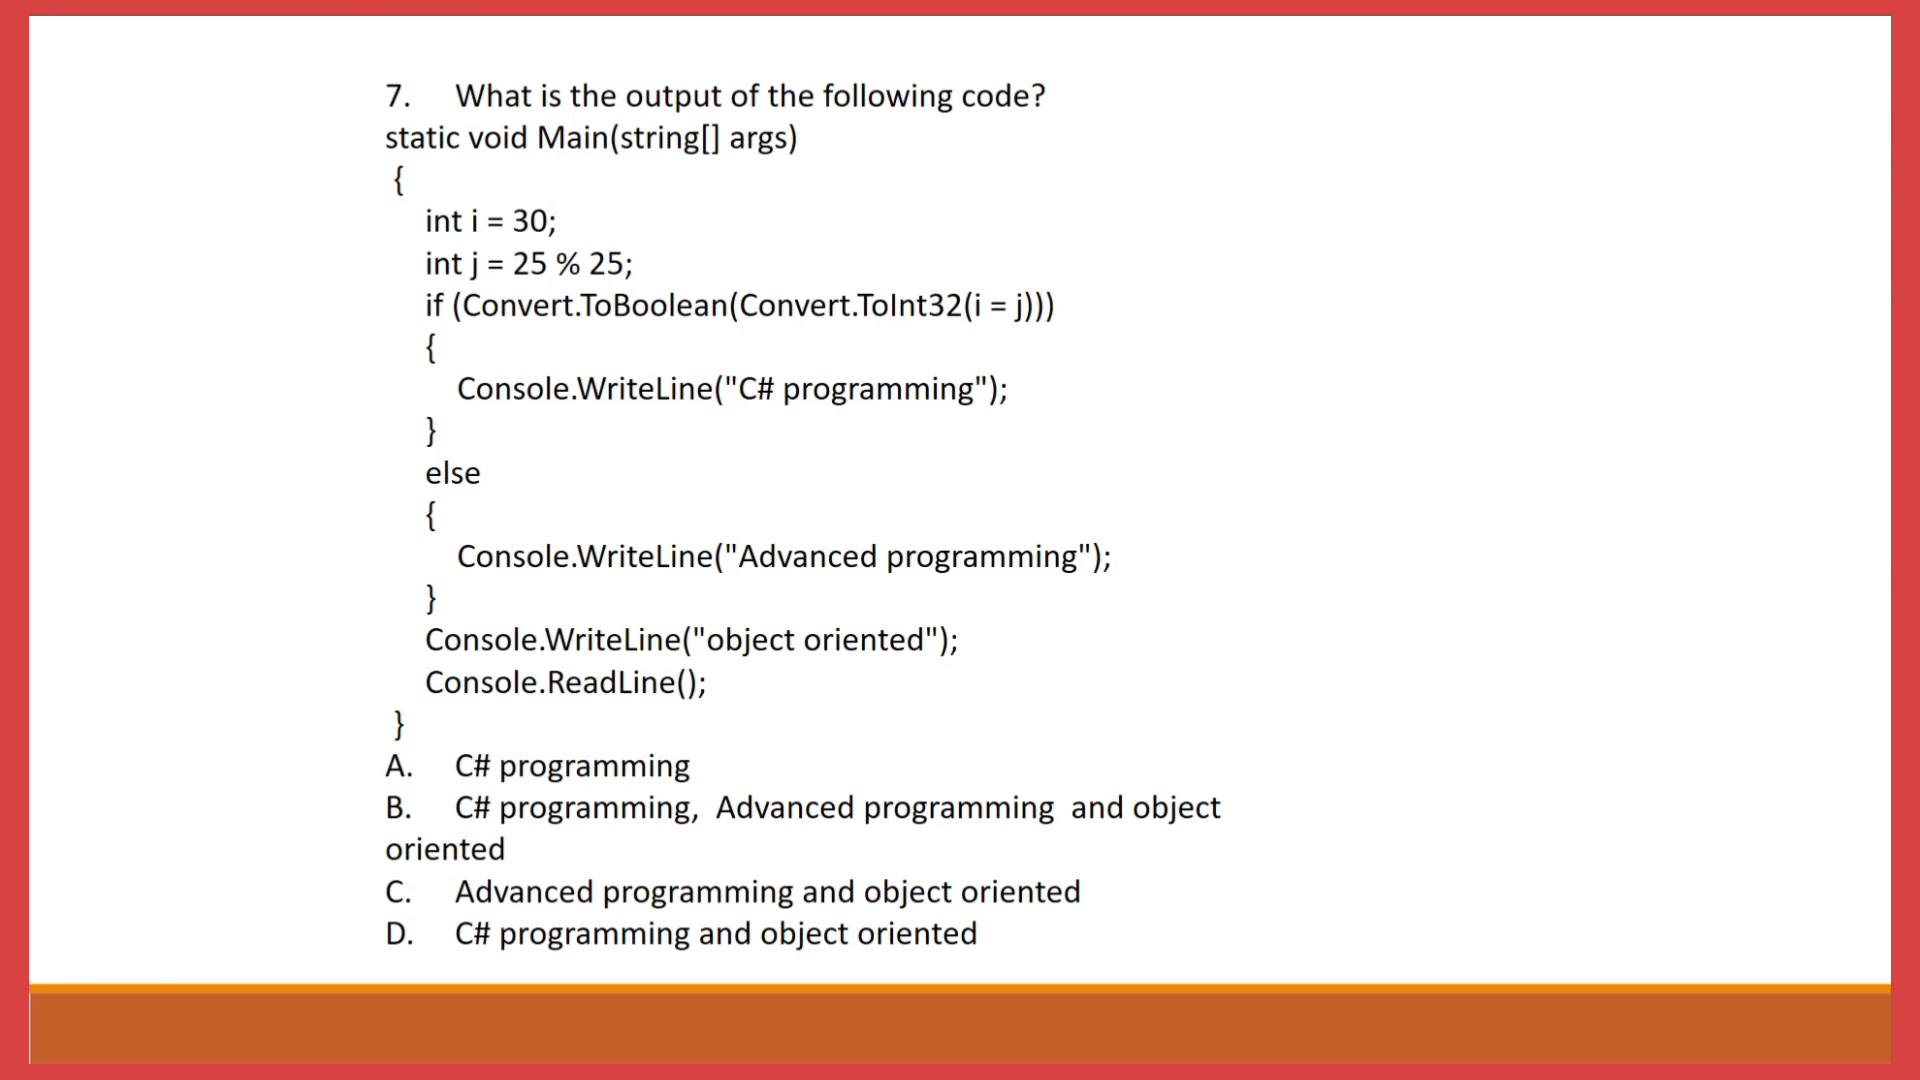 7. What is the output of the following code?
static void Main(string[] args)
{
int i = 30;
int j = 25 % 25;
if (Convert.ToBoolean(Convert.ToInt32(i = j)))
{
Console.WriteLine("C# programming");
}
else
{
Console.WriteLine("Advanced programming");
}
Console.WriteLine("object oriented");
Console.ReadLine();
}
A. C# programming
B. C# programming, Advanced programming and object
oriented
C. Advanced programming and object oriented
D. C# programming and object oriented